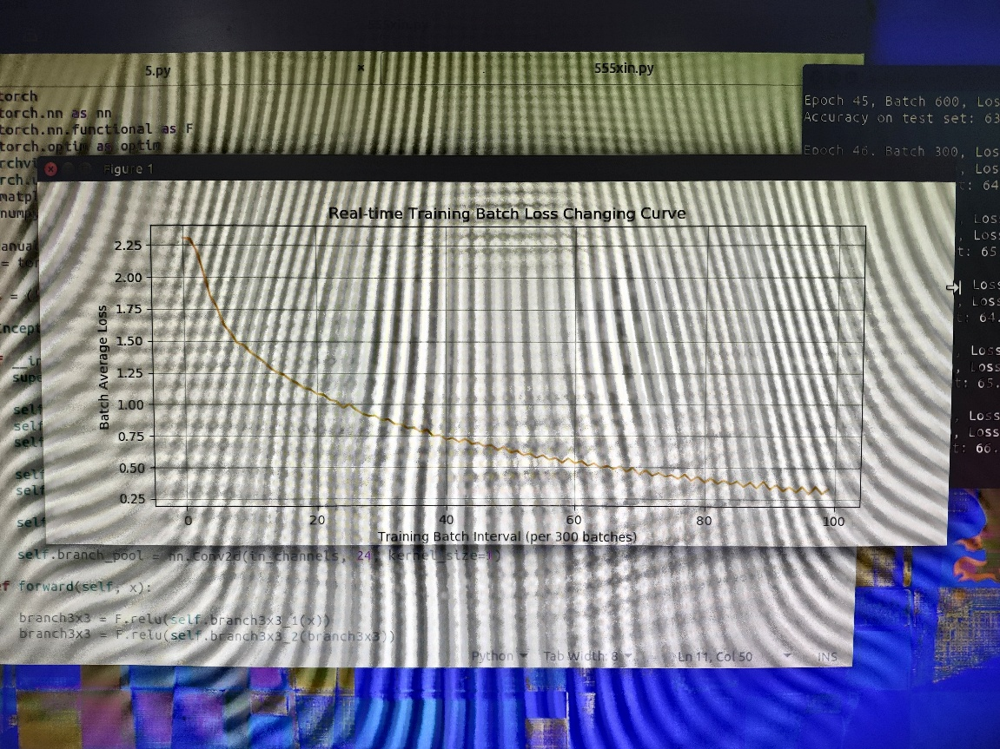 5.py × 555xin.py
torch
torch.nn as nn
torch.nn.functional as F
torch.optim as optim
rchvi
rch.u
matpl
nump
anual
= tor
= (
Incept
f __in
supe
self
self
self
self
self
self
self.branch_pool = nn.Conv2d(in_channels, 24, kernel_size=1)
f forward(self, x):
branch3x3 = F.relu(self.branch3x3_1(x))
branch3x3 = F.relu(self.branch3x3_2(branch3x3))
Python Tab Width: 8 Ln 11, Col 50 INS
Figure 1
Real-time Training Batch Loss Changing Curve
Batch Average Loss
2.25
2.00
1.75
1.50
1.25
1.00
0.75
0.50
0.25
0 20 40 60 80 100
Training Batch Interval (per 300 batches)
Epoch 45, Batch 600, Los
Accuracy on test set: 63
Epoch 46, Batch 300, Los
, Los
t: 64
Los
, Los
t: 65
Loss
, Loss
t: 64.
Loss
, Loss
t: 65.
Loss
, Loss
t: 66.